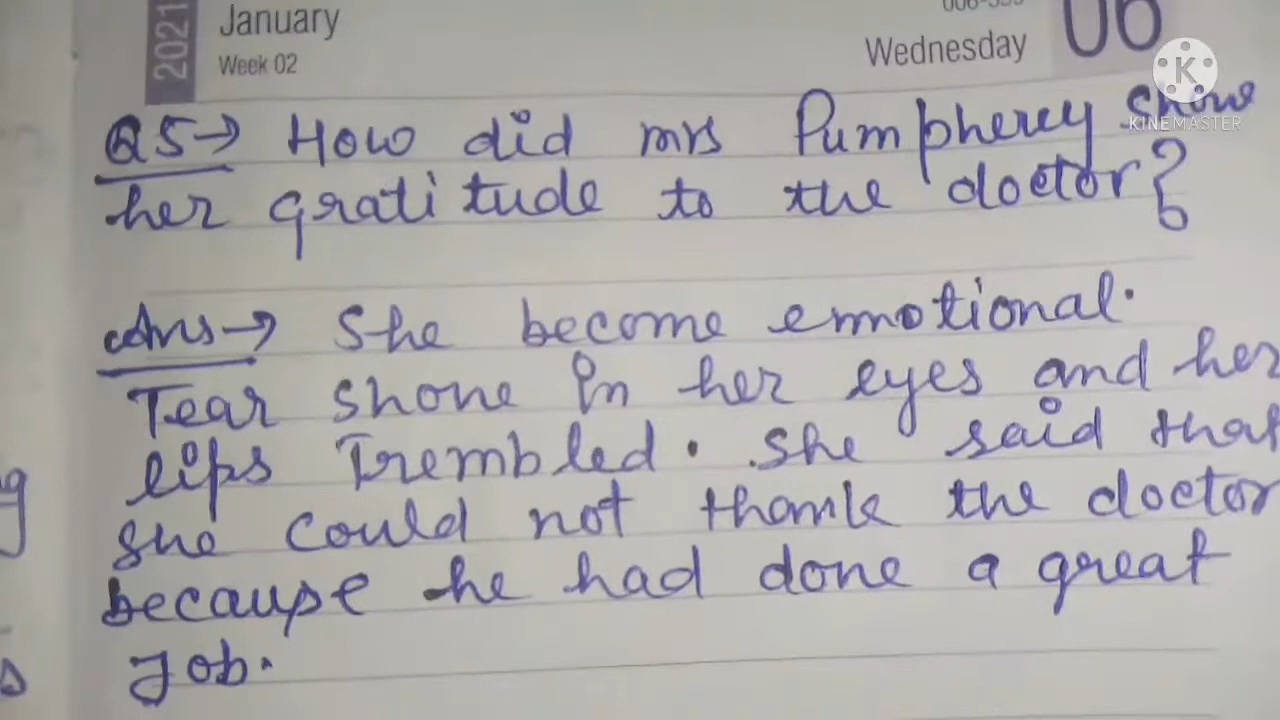 2021
January
Week 02
Wednesday
06
K
KINEMASTER
Q5→ How did mrs Pumpherey show
her gratitude to the doctor?
Ans→ She become emotional.
Tear shone in her eyes and her
lips Trembled. She said that
she could not thank the doctor
because he had done a great
Job.